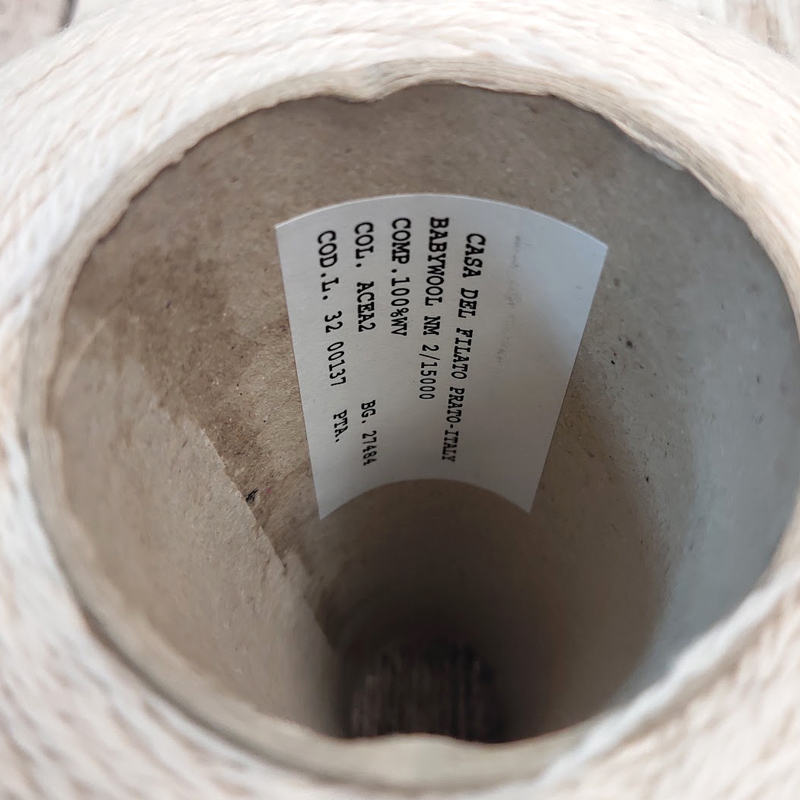 CASA DEL FILATO PRATO-ITALY
BABYWOOL NM 2/15000
COMP.100%WV
COL. ACEA2 BG. 27484
COD.L. 32 00137 PTA.